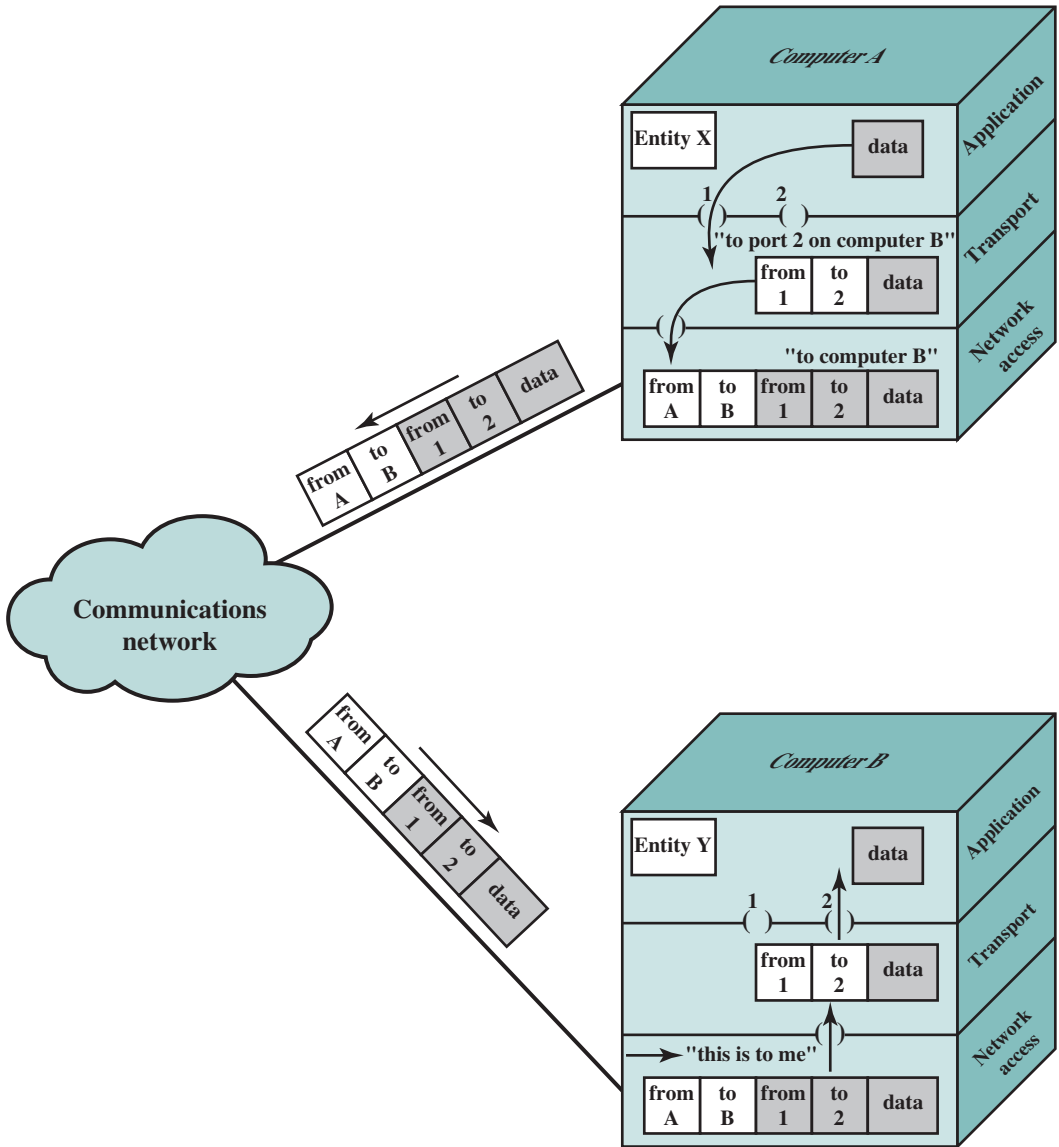 Computer A
Application
Transport
Network
access
Entity X
data
1
2
"to port 2 on computer B"
from
1
to
2
data
"to computer B"
from
A
to
B
from
1
to
2
data
from
A
to
B
from
1
to
2
data
Communications
network
from
A
to
B
from
1
to
2
data
Computer B
Application
Transport
Network
access
Entity Y
data
1
2
from
1
to
2
data
"this is to me"
from
A
to
B
from
1
to
2
data